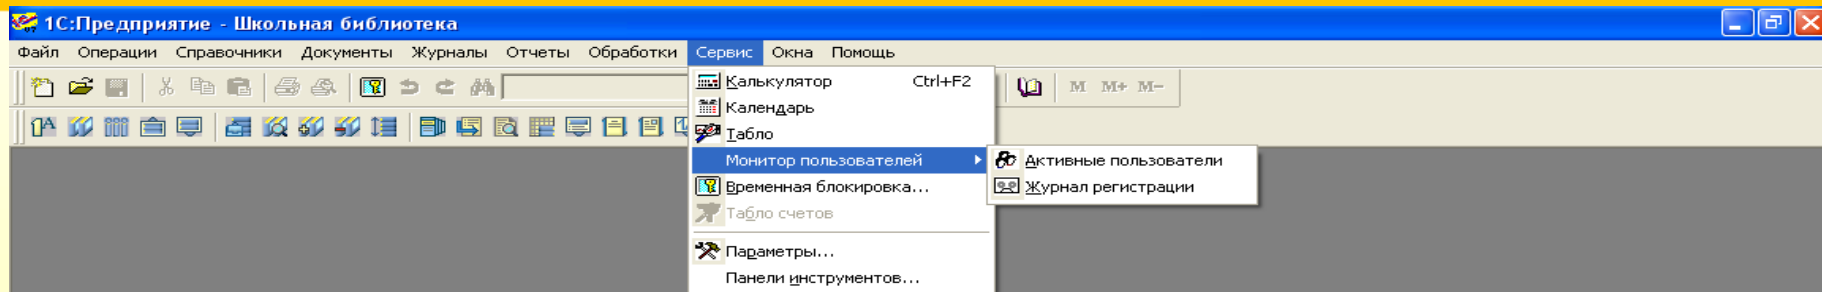 1С:Предприятие - Школьная библиотека
Файл Операции Справочники Документы Журналы Отчеты Обработки Сервис Окна Помощь
M M+ M-
Калькулятор Ctrl+F2
Календарь
Табло
Монитор пользователей
Активные пользователи
Журнал регистрации
Временная блокировка...
Табло счетов
Параметры...
Панели инструментов...